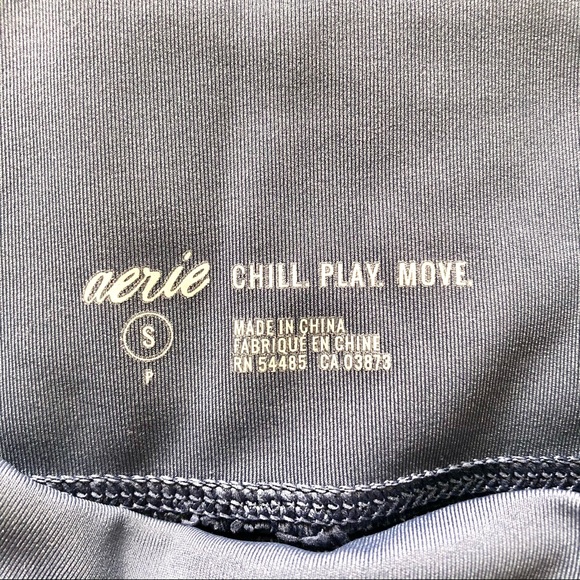 aerie CHILL. PLAY. MOVE.
S
P
MADE IN CHINA
FABRIQUÉ EN CHINE
RN 54485 CA 03873